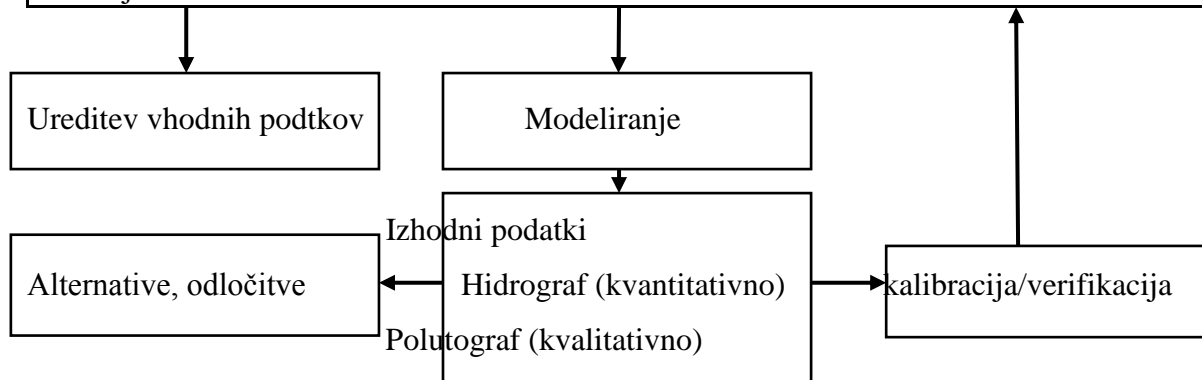 Ureditev vhodnih podtkov
Modeliranje
Izhodni podatki
Alternative, odločitve
Hidrograf (kvantitativno)
kalibracija/verifikacija
Polutograf (kvalitativno)